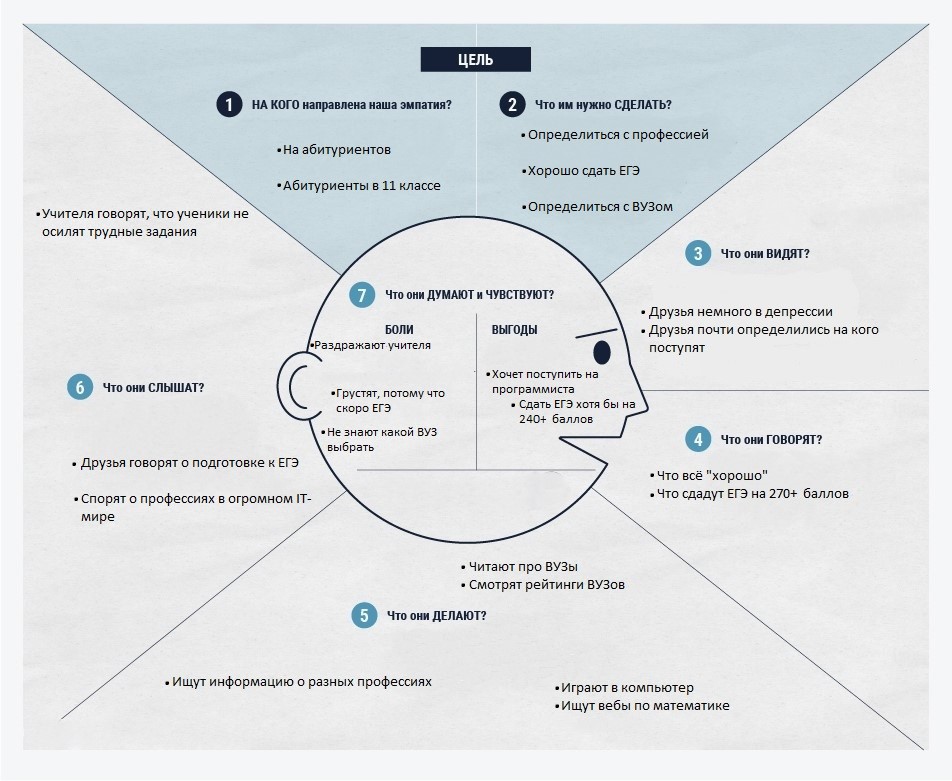 ЦЕЛЬ
1 НА КОГО направлена наша эмпатия?
• На абитуриентов
• Абитуриенты в 11 классе
2 Что им нужно СДЕЛАТЬ?
• Определиться с профессией
• Хорошо сдать ЕГЭ
• Определиться с ВУЗом
3 Что они ВИДЯТ?
• Друзья немного в депрессии
• Друзья почти определились на кого
поступят
4 Что они ГОВОРЯТ?
• Что всё "хорошо"
• Что сдадут ЕГЭ на 270+ баллов
• Читают про ВУЗы
• Смотрят рейтинги ВУЗов
5 Что они ДЕЛАЮТ?
• Ищут информацию о разных профессиях
• Играют в компьютер
• Ищут вебы по математике
• Учителя говорят, что ученики не
осилят трудные задания
6 Что они СЛЫШАТ?
• Друзья говорят о подготовке к ЕГЭ
• Спорят о профессиях в огромном IT-
мире
7 Что они ДУМАЮТ и ЧУВСТВУЮТ?
БОЛИ
• Раздражают учителя
• Грустят, потому что
скоро ЕГЭ
• Не знают какой ВУЗ
выбрать
ВЫГОДЫ
• Хочет поступить на
программиста
• Сдать ЕГЭ хотя бы на
240+ баллов